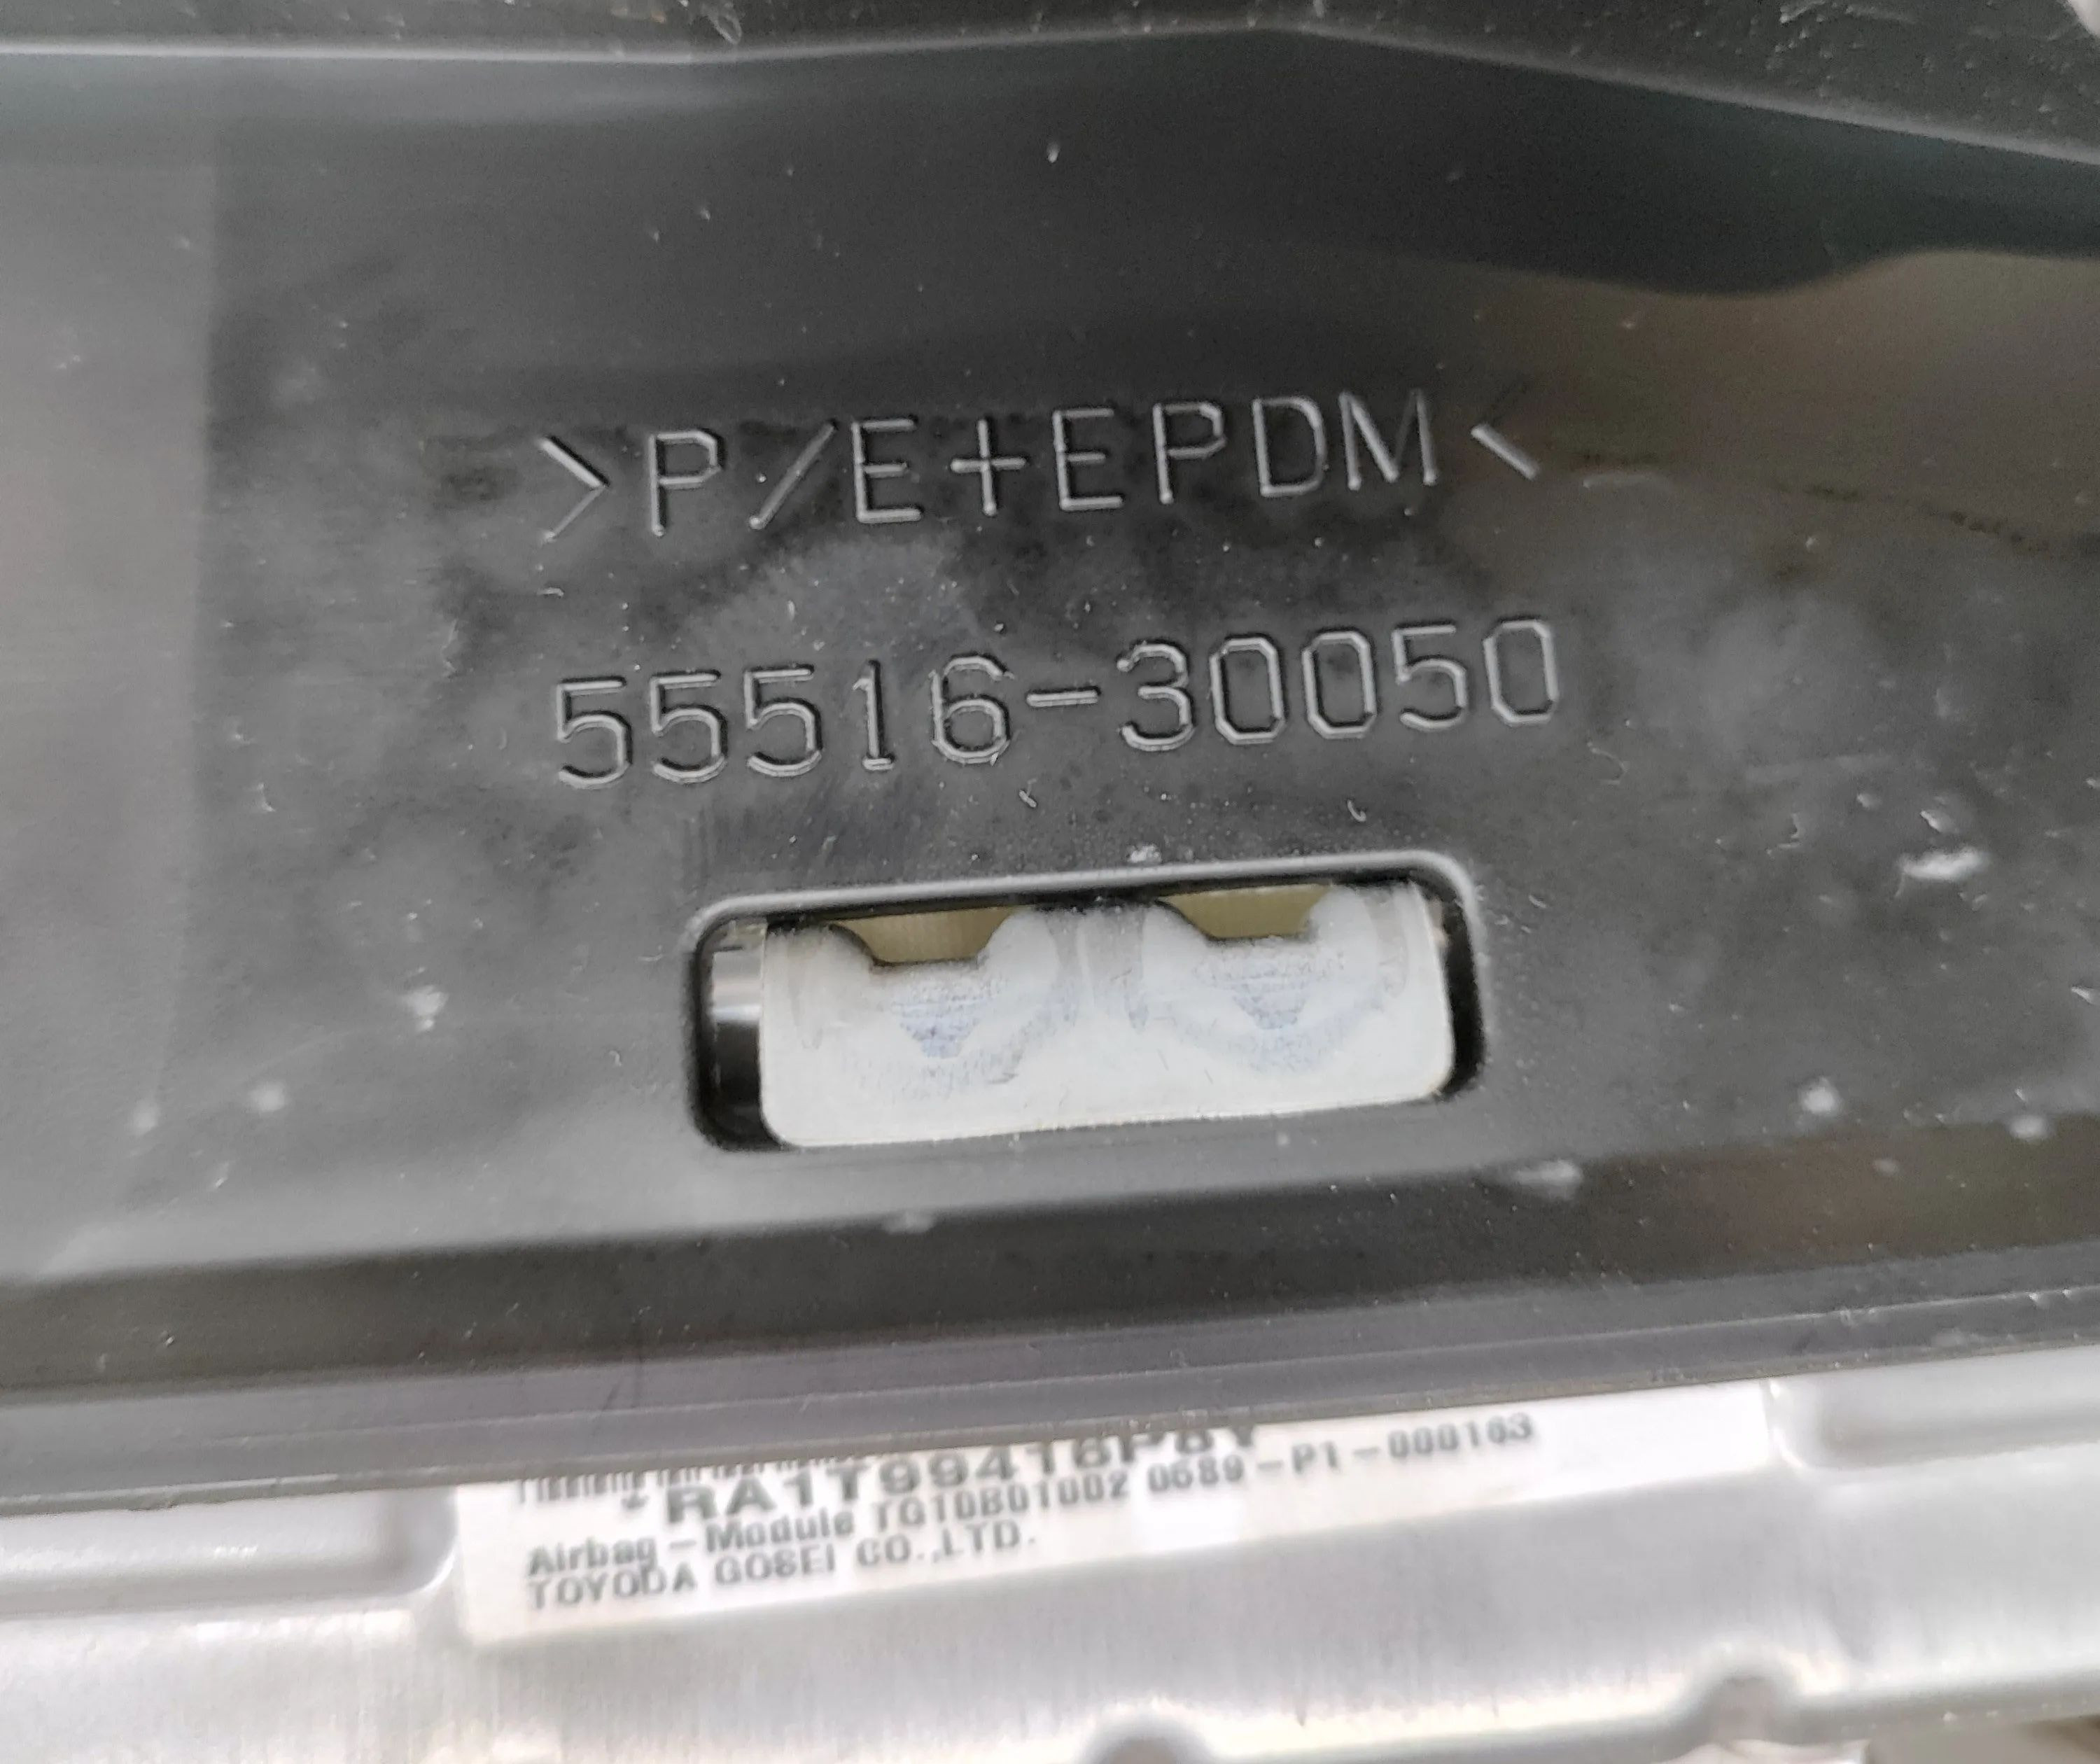 >P/E+EPDM<
55516-30050
*RA1T99416P8Y
Airbag-Module TG10B01002 0689-P1-000163
TOYODA GOSEI CO.,LTD.